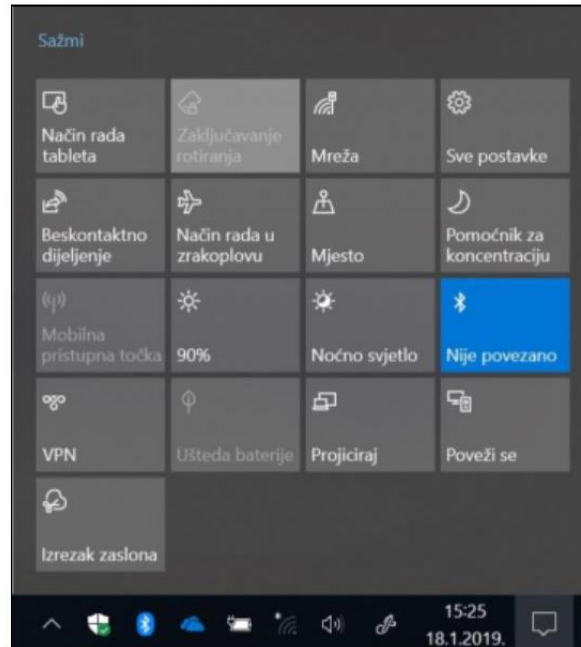 Sažmi
Način rada
tableta
Zaključavanje
rotiranja
Mreža
Sve postavke
Beskontaktno
dijeljenje
Način rada u
zrakoplovu
Mjesto
Pomoćnik za
koncentraciju
Mobilna
pristupna točka
90%
Noćno svjetlo
Nije povezano
VPN
Ušteda baterije
Projiciraj
Poveži se
Izrezak zaslona
15:25
18.1.2019.